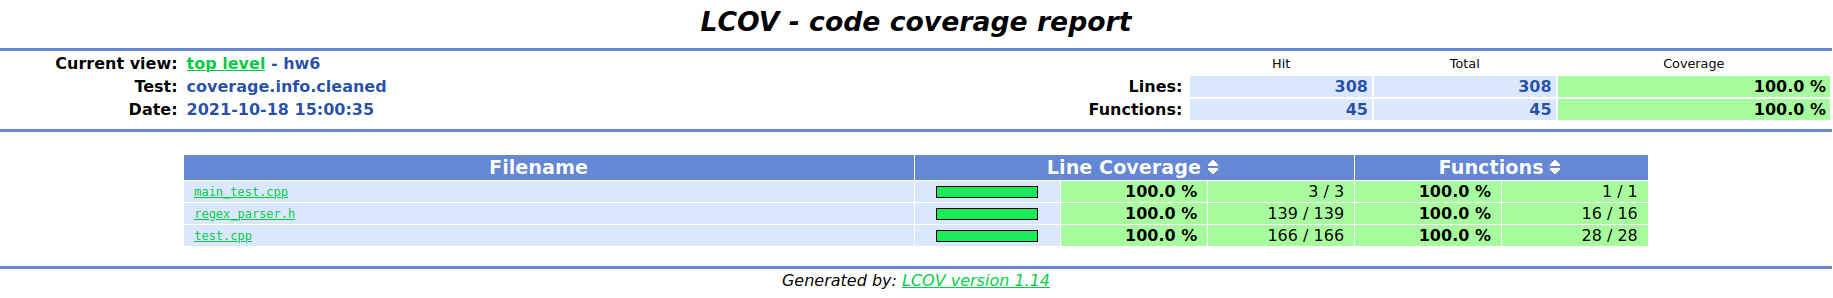 LCOV - code coverage report
Current view: top level - hw6 Hit Total Coverage
Test: coverage.info.cleaned Lines: 308 308 100.0 %
Date: 2021-10-18 15:00:35 Functions: 45 45 100.0 %
Filename Line Coverage Functions
main_test.cpp 100.0 % 3 / 3 100.0 % 1 / 1
regex_parser.h 100.0 % 139 / 139 100.0 % 16 / 16
test.cpp 100.0 % 166 / 166 100.0 % 28 / 28
Generated by: LCOV version 1.14